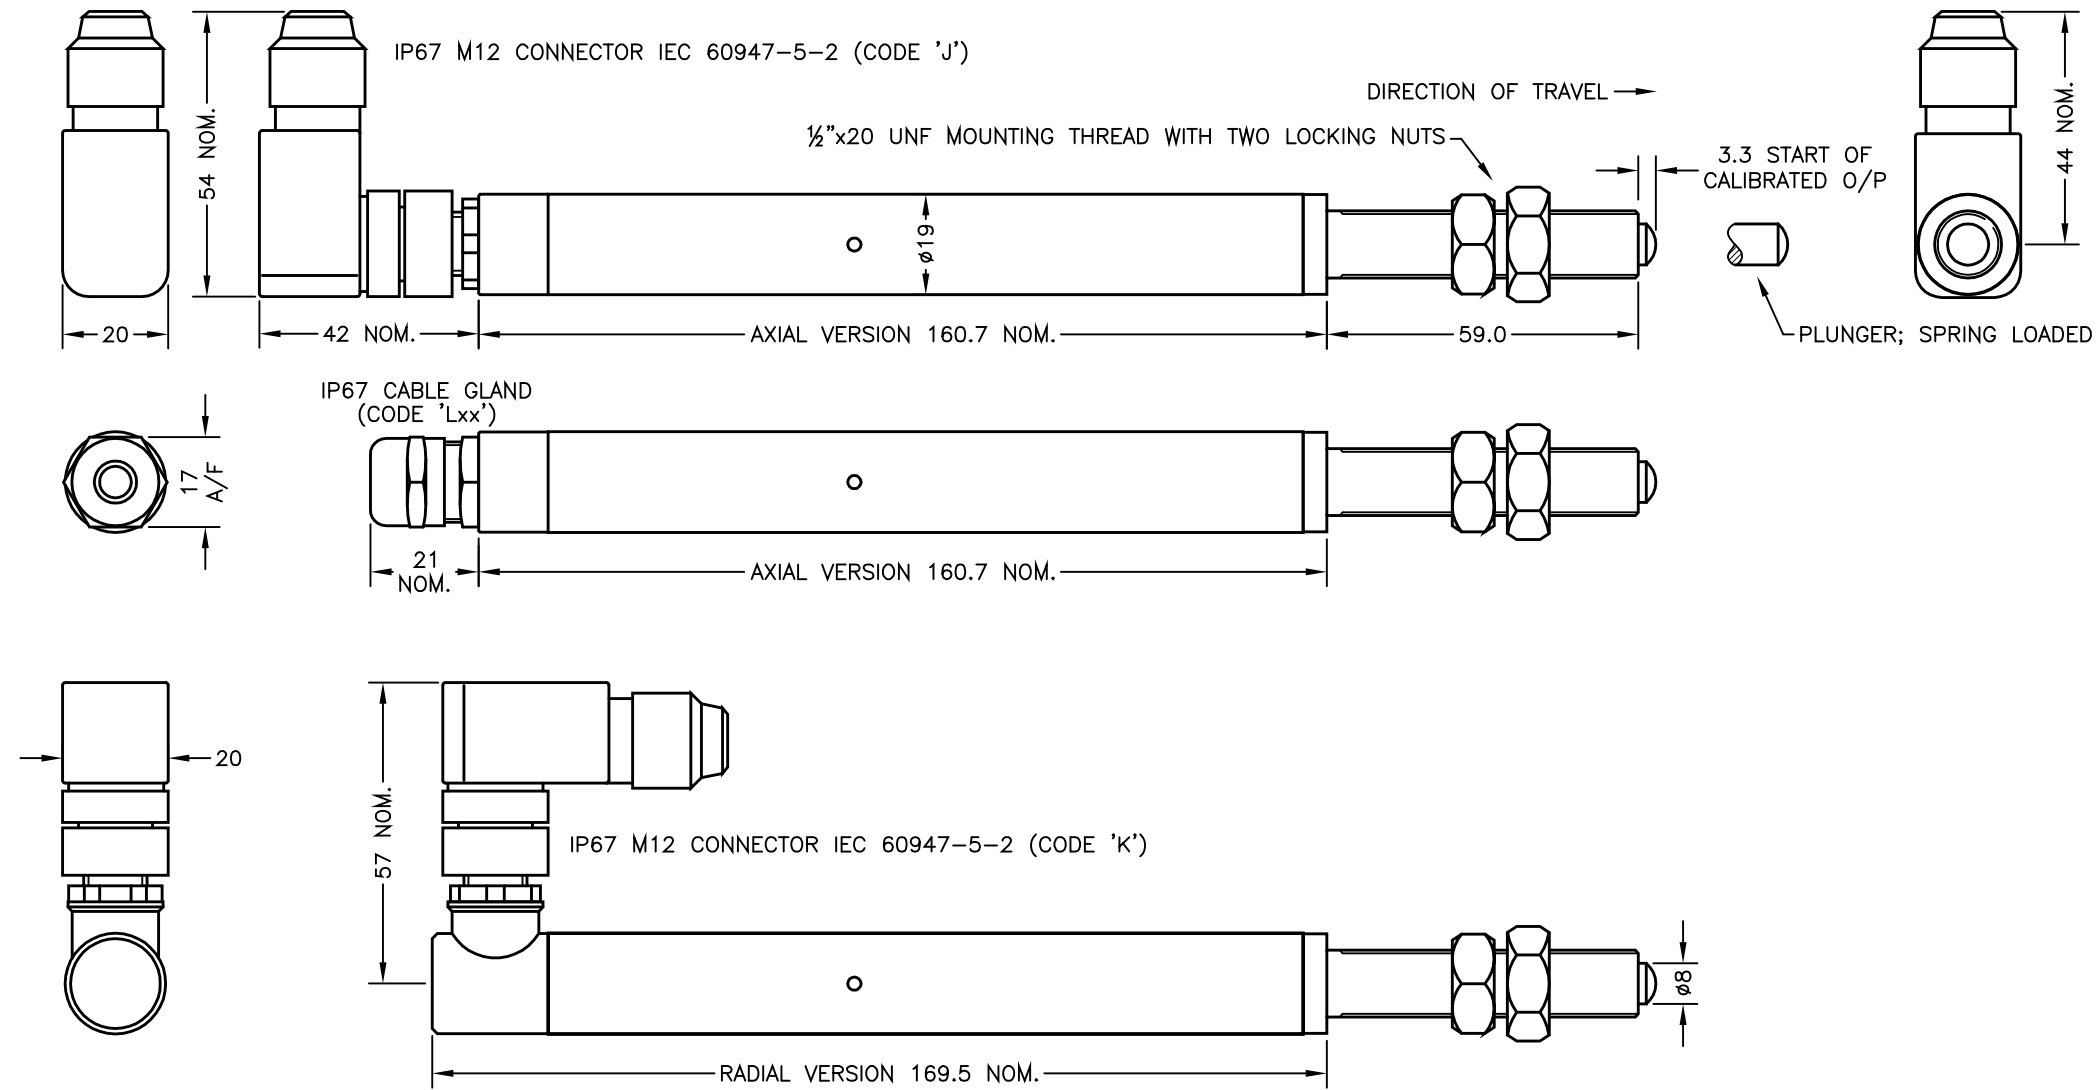 IP67 M12 CONNECTOR IEC 60947-5-2 (CODE 'J')
DIRECTION OF TRAVEL
½"x20 UNF MOUNTING THREAD WITH TWO LOCKING NUTS
3.3 START OF
CALIBRATED O/P
54 NOM.
44 NOM.
ø19
20
42 NOM.
AXIAL VERSION 160.7 NOM.
59.0
PLUNGER; SPRING LOADED
IP67 CABLE GLAND
(CODE 'Lxx')
17
A/F
21
NOM.
AXIAL VERSION 160.7 NOM.
20
57 NOM.
IP67 M12 CONNECTOR IEC 60947-5-2 (CODE 'K')
ø8
RADIAL VERSION 169.5 NOM.